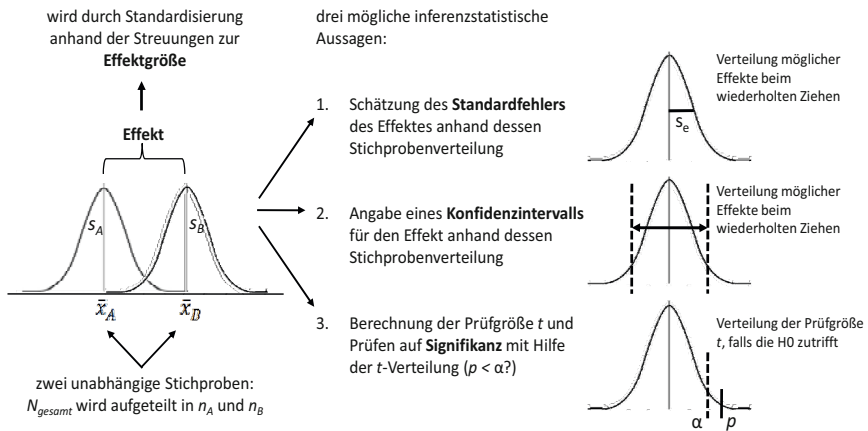 wird durch Standardisierung
anhand der Streuungen zur
Effektgröße
Effekt
s_A
s_B
x̄_A
x̄_D
zwei unabhängige Stichproben:
N_gesamt wird aufgeteilt in n_A und n_B
drei mögliche inferenzstatistische
Aussagen:
1. Schätzung des Standardfehlers
des Effektes anhand dessen
Stichprobenverteilung
s_e
Verteilung möglicher
Effekte beim
wiederholten Ziehen
2. Angabe eines Konfidenzintervalls
für den Effekt anhand dessen
Stichprobenverteilung
Verteilung möglicher
Effekte beim
wiederholten Ziehen
3. Berechnung der Prüfgröße t und
Prüfen auf Signifikanz mit Hilfe
der t-Verteilung (p < α?)
Verteilung der Prüfgröße
t, falls die H0 zutrifft
α
p